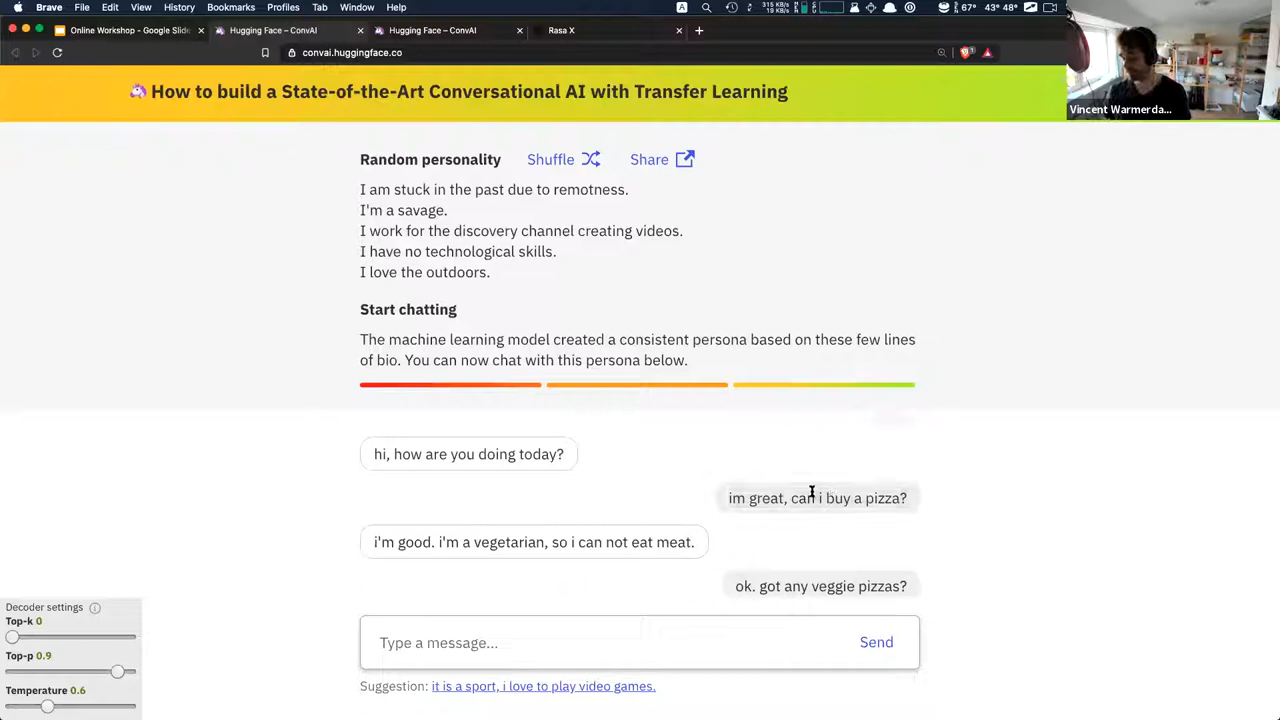 Brave File Edit View History Bookmarks Profiles Tab Window Help
315 KB/s
19 KB/s
67° 43° 48°
Online Workshop - Google Slide
Hugging Face – ConvAI
Hugging Face – ConvAI
Rasa X
convai.huggingface.co
🦄 How to build a State-of-the-Art Conversational AI with Transfer Learning
Vincent Warmerda...
Random personality Shuffle Share
I am stuck in the past due to remotness.
I'm a savage.
I work for the discovery channel creating videos.
I have no technological skills.
I love the outdoors.
Start chatting
The machine learning model created a consistent persona based on these few lines
of bio. You can now chat with this persona below.
hi, how are you doing today?
im great, can i buy a pizza?
i'm good. i'm a vegetarian, so i can not eat meat.
ok. got any veggie pizzas?
Type a message...
Send
Suggestion: it is a sport, i love to play video games.
Decoder settings
Top-k 0
Top-p 0.9
Temperature 0.6